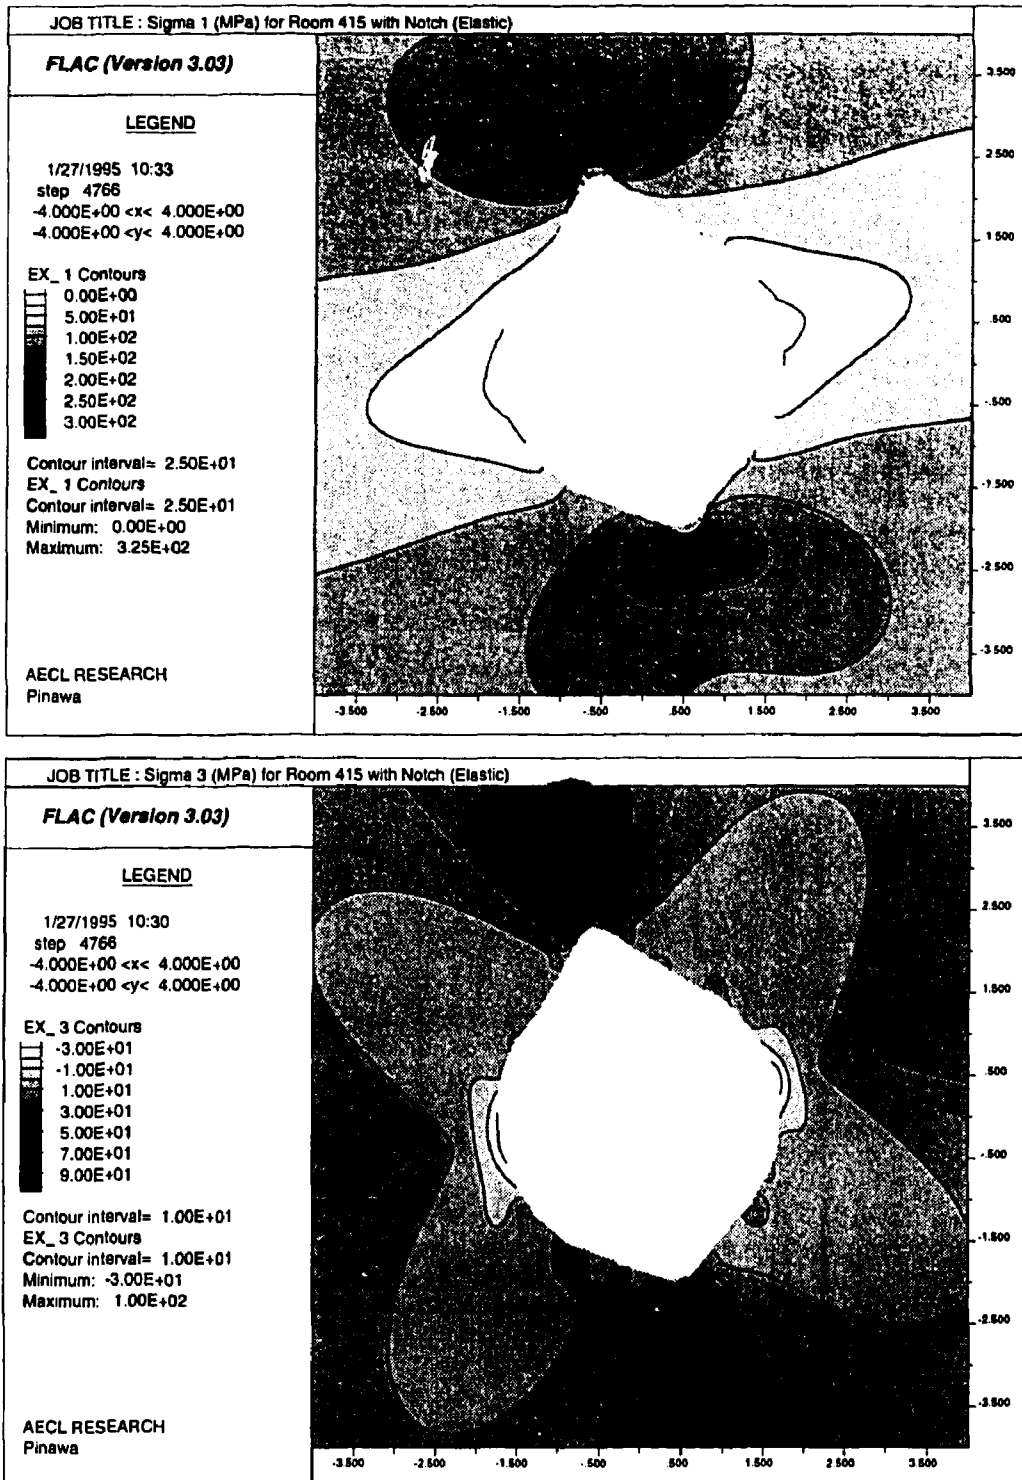 JOB TITLE : Sigma 1 (MPa) for Room 415 with Notch (Elastic)
FLAC (Version 3.03)
LEGEND
1/27/1995 10:33
step 4766
-4.000E+00 <x< 4.000E+00
-4.000E+00 <y< 4.000E+00
EX_ 1 Contours
0.00E+00
5.00E+01
1.00E+02
1.50E+02
2.00E+02
2.50E+02
3.00E+02
Contour interval= 2.50E+01
EX_ 1 Contours
Contour interval= 2.50E+01
Minimum: 0.00E+00
Maximum: 3.25E+02
AECL RESEARCH
Pinawa
3.500
2.500
1.500
.500
-.500
-1.500
-2.500
-3.500
-3.500 -2.500 -1.500 -.500 .500 1.500 2.500 3.500
JOB TITLE : Sigma 3 (MPa) for Room 415 with Notch (Elastic)
FLAC (Version 3.03)
LEGEND
1/27/1995 10:30
step 4766
-4.000E+00 <x< 4.000E+00
-4.000E+00 <y< 4.000E+00
EX_ 3 Contours
-3.00E+01
-1.00E+01
1.00E+01
3.00E+01
5.00E+01
7.00E+01
9.00E+01
Contour interval= 1.00E+01
EX_ 3 Contours
Contour interval= 1.00E+01
Minimum: -3.00E+01
Maximum: 1.00E+02
AECL RESEARCH
Pinawa
3.500
2.500
1.500
.500
-.500
-1.500
-2.500
-3.500
-3.500 -2.500 -1.500 -.500 .500 1.500 2.500 3.500